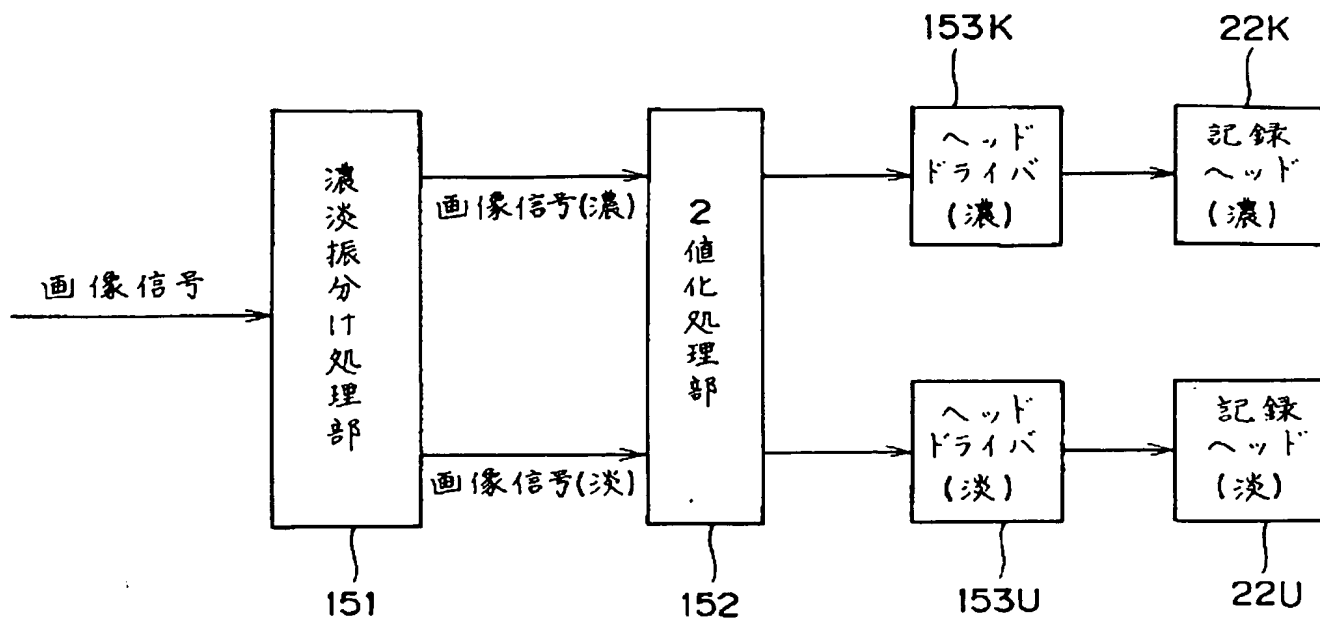 153K
22K
ヘッド
ドライバ
(濃)
記録
ヘッド
(濃)
濃淡振分け処理部
画像信号(濃)
2値化処理部
画像信号
画像信号(淡)
ヘッド
ドライバ
(淡)
記録
ヘッド
(淡)
151
152
153U
22U